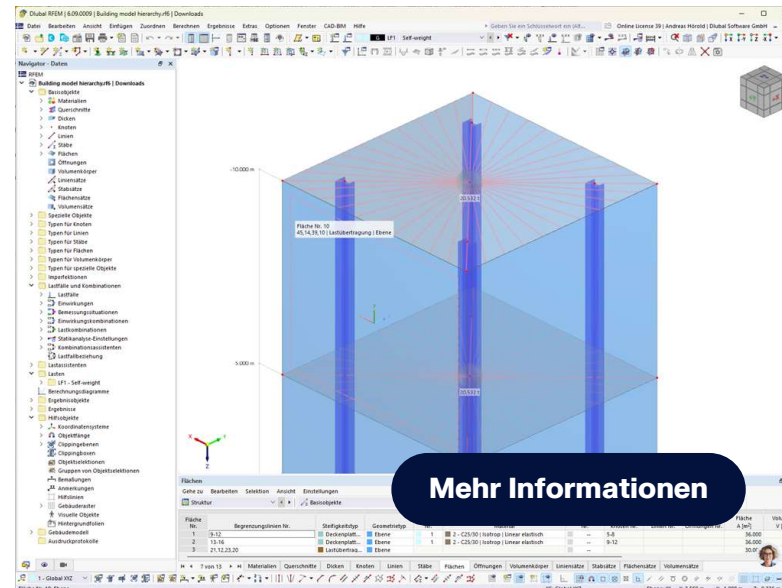 Dlubal RFEM | 6.09.0009 | Building model hierarchy.rf6 | Downloads
Datei Bearbeiten Ansicht Einfügen Zuordnen Berechnen Ergebnisse Extras Optionen Fenster CAD-BIM Hilfe
Online License 39 | Andreas Hörold | Dlubal Software GmbH
G LF1 Self-weight
Navigator - Daten
RFEM
Building model hierarchy.rf6 | Downloads
Basisobjekte
Materialien
Querschnitte
Dicken
Knoten
Linien
Stäbe
Flächen
Öffnungen
Volumenkörper
Liniensätze
Stabsätze
Flächensätze
Volumensätze
Spezielle Objekte
Typen für Knoten
Typen für Linien
Typen für Stäbe
Typen für Flächen
Typen für Volumenkörper
Typen für spezielle Objekte
Imperfektionen
Lastfälle und Kombinationen
Lastfälle
Einwirkungen
Bemessungssituationen
Einwirkungskombinationen
Lastkombinationen
Statikanalyse-Einstellungen
Kombinationsassistenten
Lastfallbeziehung
Lastassistenten
Lasten
LF1 - Self-weight
Berechnungsdiagramme
Ergebnisobjekte
Ergebnisse
Hilfsobjekte
Koordinatensysteme
Objektfänge
Clippingebenen
Clippingboxen
Objektselektionen
Gruppen von Objektselektionen
Bemaßungen
Anmerkungen
Hilfslinien
Gebäuderaster
Visuelle Objekte
Hintergrundfolien
Gebäudemodell
Ausdruckprotokolle
-10.000 m
Fläche Nr. 10
45,14,39,10 | Lastübertragung | Ebene
5.000 m
X
Y
Z
Mehr Informationen
Flächen
Gehe zu Bearbeiten Selektion Ansicht Einstellungen
Struktur
Basisobjekte
Fläche Nr. Begrenzungslinien Nr. Steifigkeitstyp Geometrietyp
Fläche A [m²]
1 9-12 Deckenplatt... Ebene 1 2 - C25/30 | Isotrop | Linear elastisch -- 5-8 36.000
2 13-16 Deckenplatt... Ebene 1 2 - C25/30 | Isotrop | Linear elastisch -- 9-12 36.000
3 21,12,23,20 Lastübertrag... Ebene
7 von 13 Materialien Querschnitte Dicken Knoten Linien Stäbe Flächen Öffnungen Volumenkörper Liniensätze Stabsätze Flächensätze Volumensätze
1 - Global XYZ